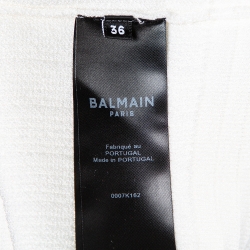 36
BALMAIN
PARIS
Fabriqué au
PORTUGAL
Made in PORTUGAL
0007K162